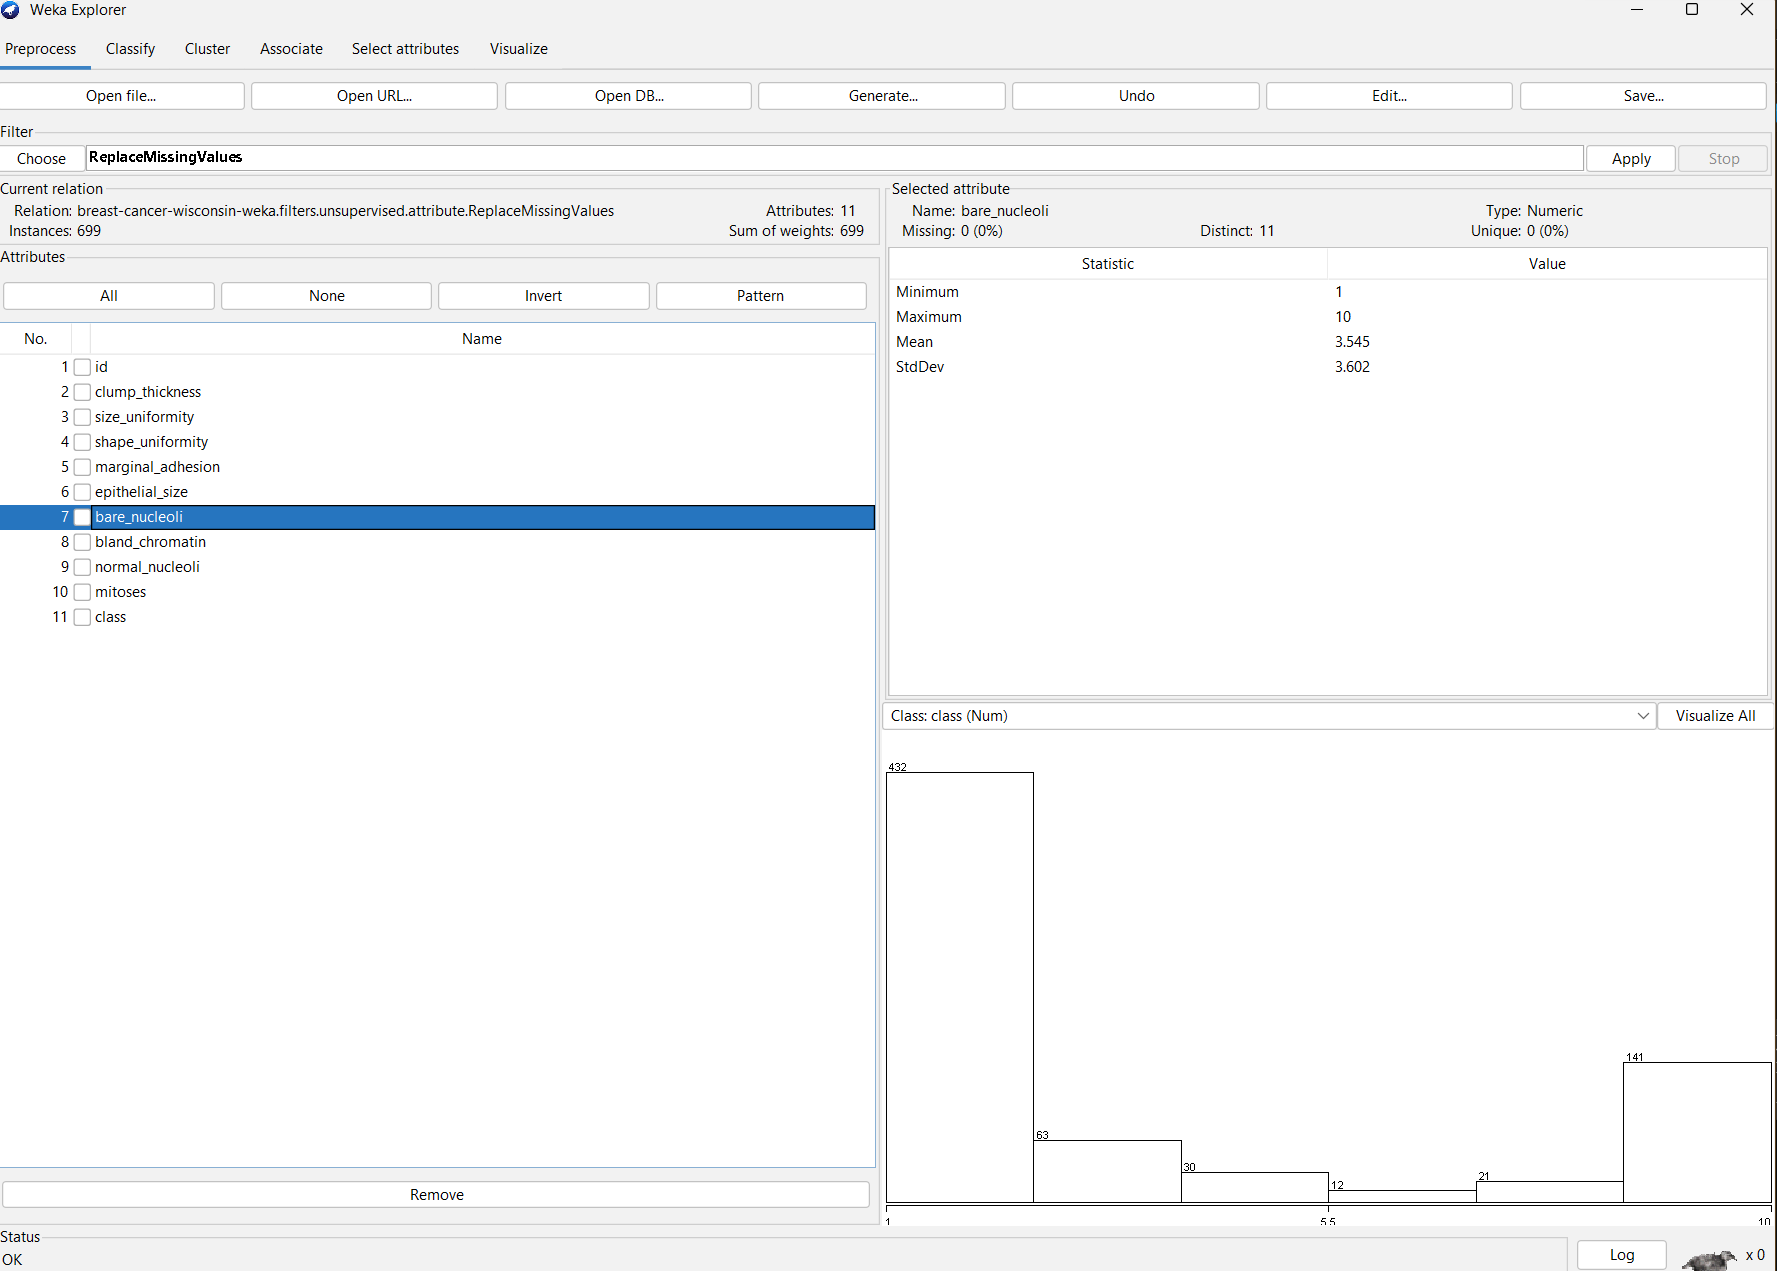 Weka Explorer
Preprocess Classify Cluster Associate Select attributes Visualize
Open file... Open URL... Open DB... Generate... Undo Edit... Save...
Filter
Choose ReplaceMissingValues Apply Stop
Current relation
Relation: breast-cancer-wisconsin-weka.filters.unsupervised.attribute.ReplaceMissingValues Attributes: 11
Instances: 699 Sum of weights: 699
Attributes
All None Invert Pattern
No. Name
1 id
2 clump_thickness
3 size_uniformity
4 shape_uniformity
5 marginal_adhesion
6 epithelial_size
7 bare_nucleoli
8 bland_chromatin
9 normal_nucleoli
10 mitoses
11 class
Remove
Selected attribute
Name: bare_nucleoli Type: Numeric
Missing: 0 (0%) Distinct: 11 Unique: 0 (0%)
Statistic Value
Minimum 1
Maximum 10
Mean 3.545
StdDev 3.602
Class: class (Num) Visualize All
432
63
30
12
21
141
1 5.5 10
Status
OK
Log x 0